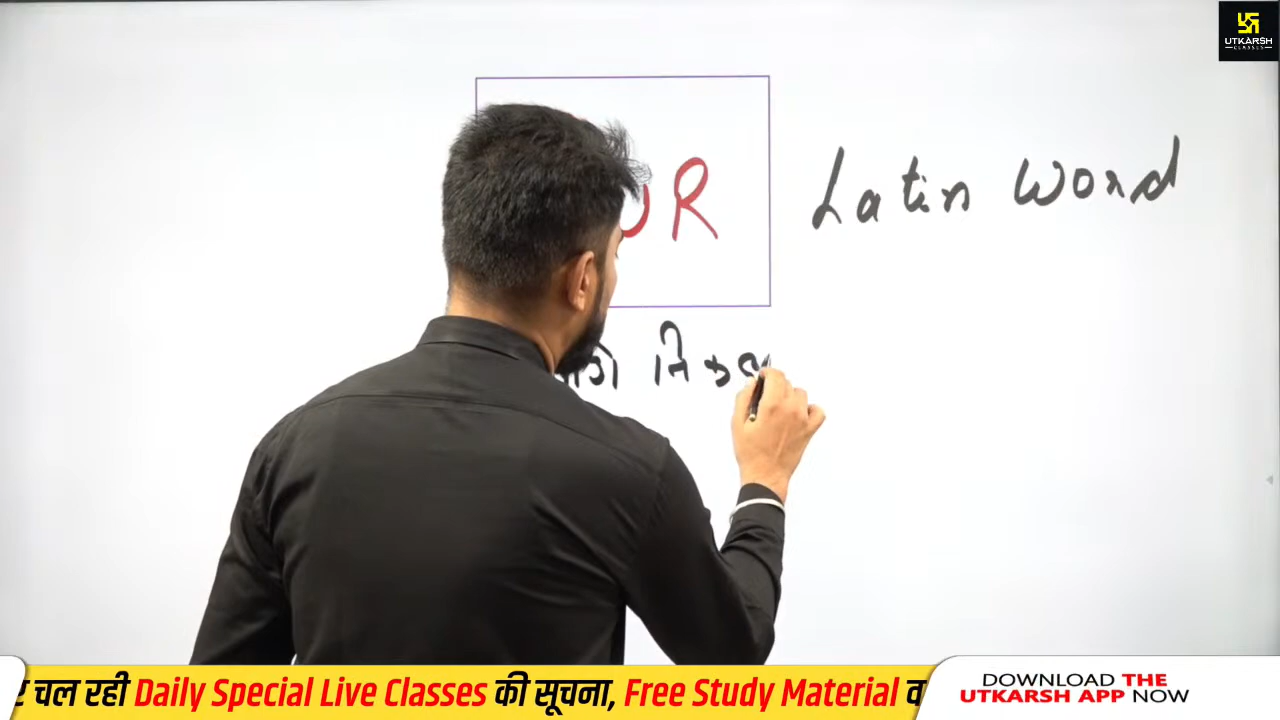 UTKARSH
CLASSES
UR
Latin Word
चल रही Daily Special Live Classes की सूचना, Free Study Material
DOWNLOAD THE
UTKARSH APP NOW